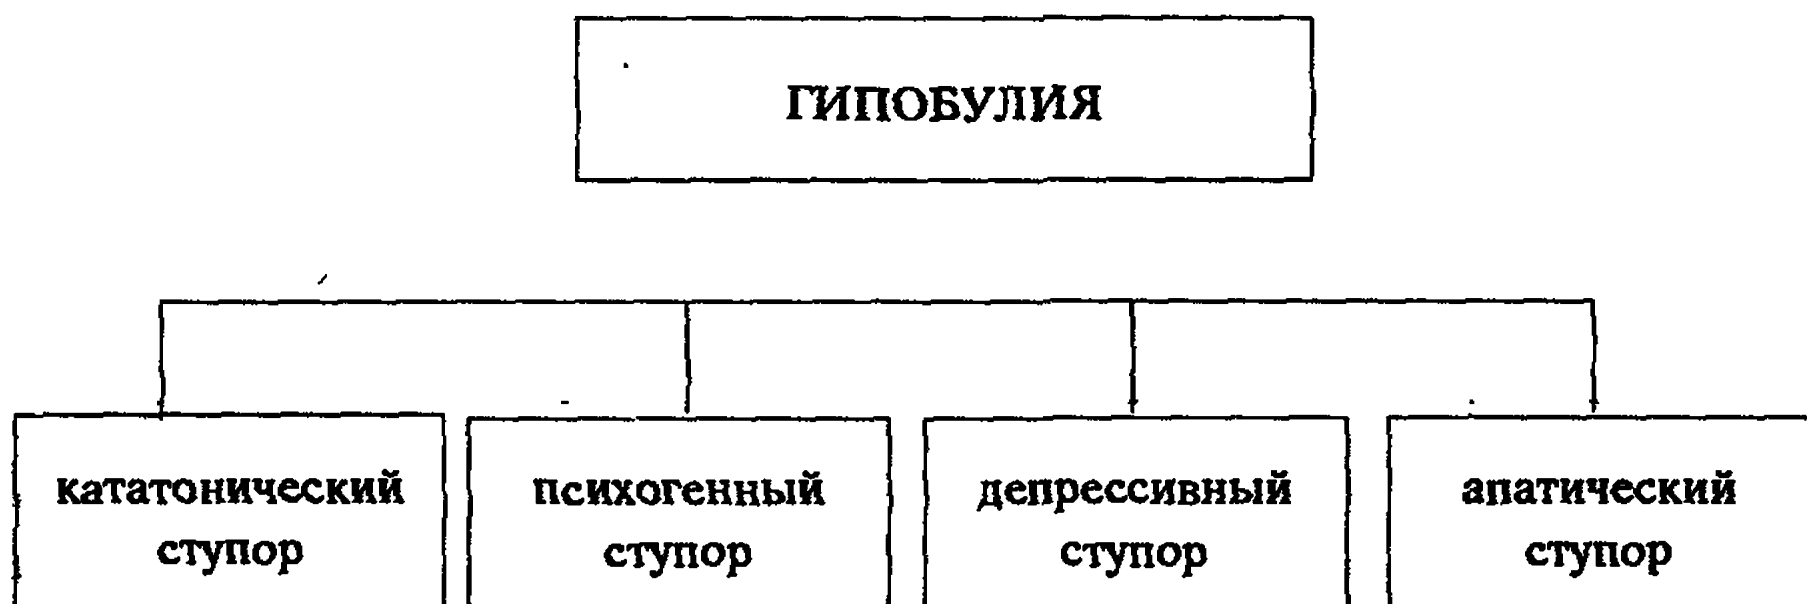 ГИПОБУЛИЯ
кататонический
ступор
психогенный
ступор
депрессивный
ступор
апатический
ступор